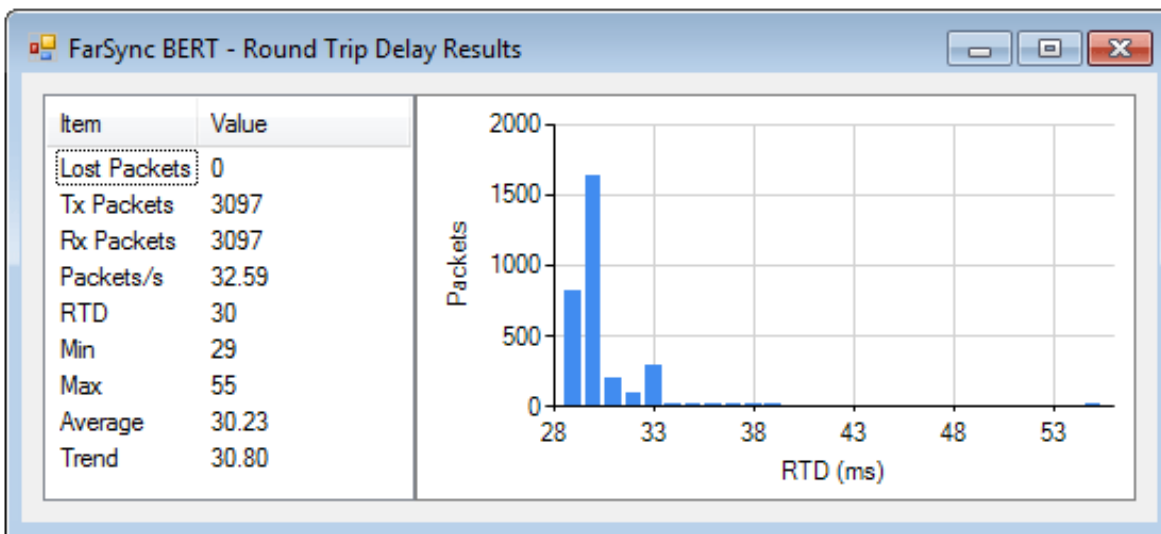 FarSync BERT - Round Trip Delay Results
Item Value
Lost Packets 0
Tx Packets 3097
Rx Packets 3097
Packets/s 32.59
RTD 30
Min 29
Max 55
Average 30.23
Trend 30.80
2000
1500
1000
500
0
Packets
28 33 38 43 48 53
RTD (ms)